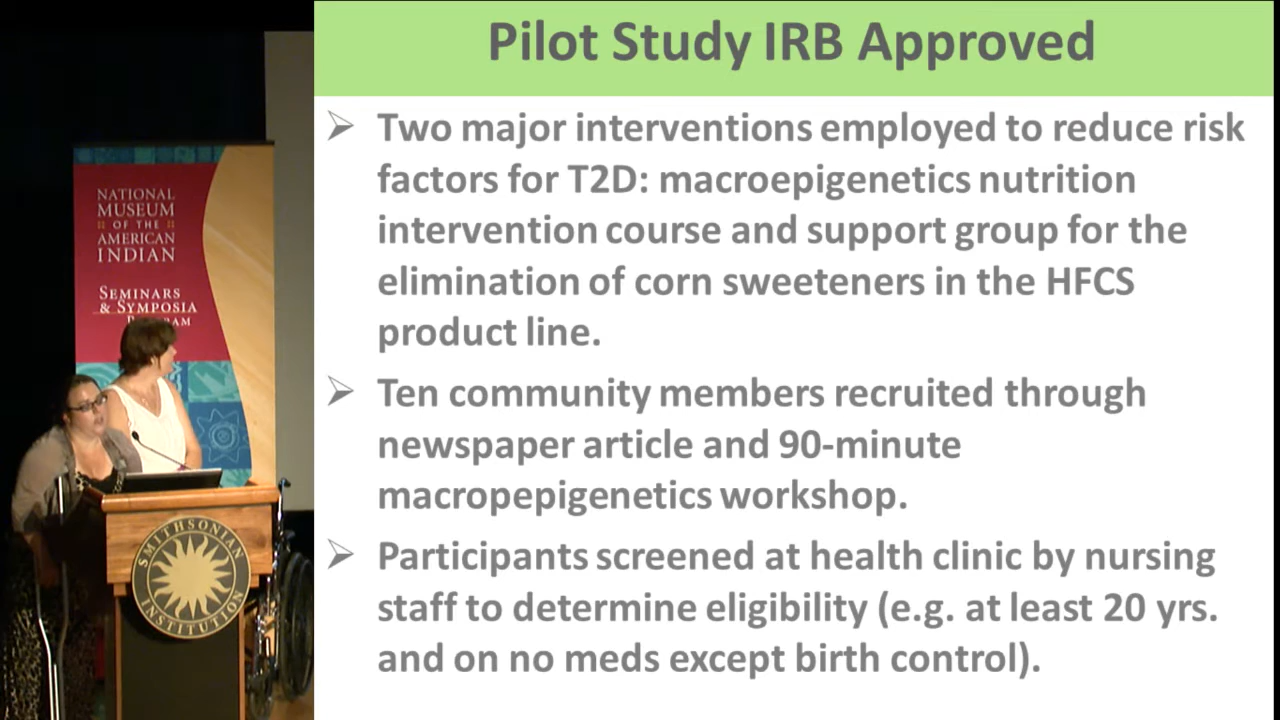 NATIONAL
MUSEUM
OF THE
AMERICAN
INDIAN
SEMINARS
& SYMPOSIA
PROGRAM
SMITHSONIAN
INSTITUTION
Pilot Study IRB Approved
Two major interventions employed to reduce risk
factors for T2D: macroepigenetics nutrition
intervention course and support group for the
elimination of corn sweeteners in the HFCS
product line.
Ten community members recruited through
newspaper article and 90-minute
macropepigenetics workshop.
Participants screened at health clinic by nursing
staff to determine eligibility (e.g. at least 20 yrs.
and on no meds except birth control).